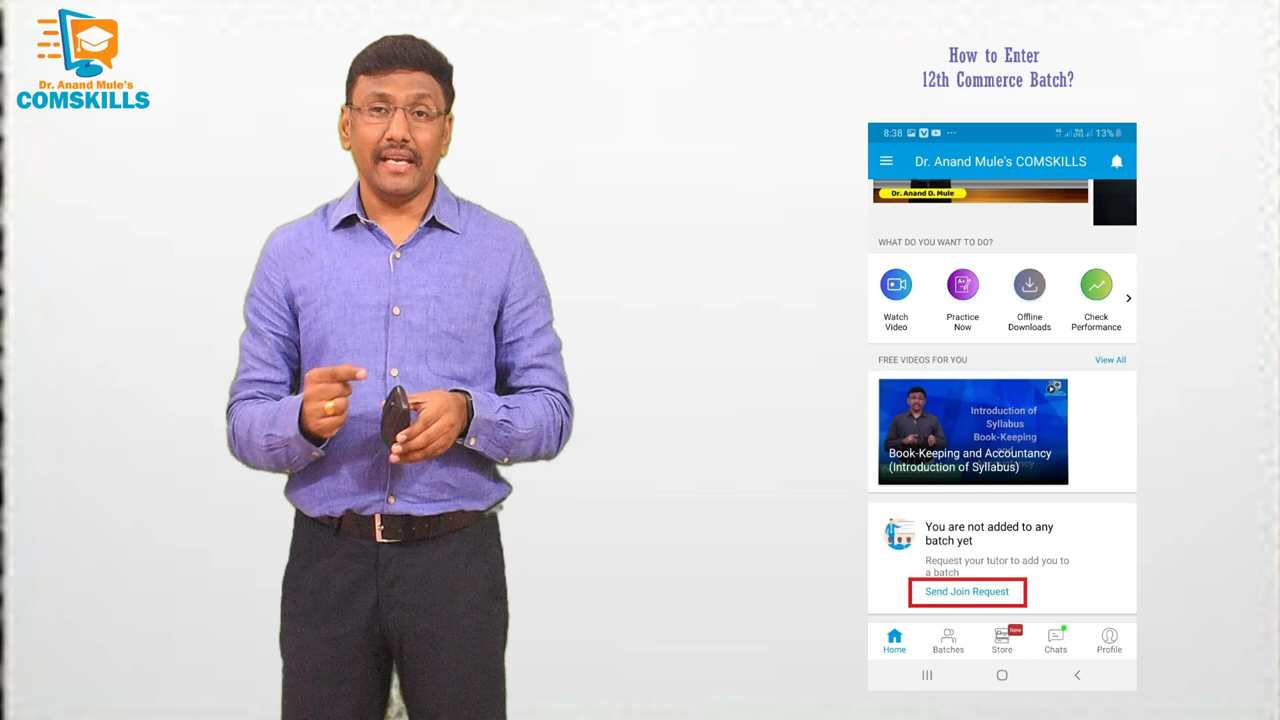 Dr. Anand Mule's
COMSKILLS
How to Enter
12th Commerce Batch?
8:38
13%
Dr. Anand Mule's COMSKILLS
Dr. Anand D. Mule
WHAT DO YOU WANT TO DO?
Watch
Video
Practice
Now
Offline
Downloads
Check
Performance
FREE VIDEOS FOR YOU
View All
Introduction of
Syllabus
Book-Keeping
Book-Keeping and Accountancy
(Introduction of Syllabus)
You are not added to any
batch yet
Request your tutor to add you to
a batch
Send Join Request
New
Home
Batches
Store
Chats
Profile